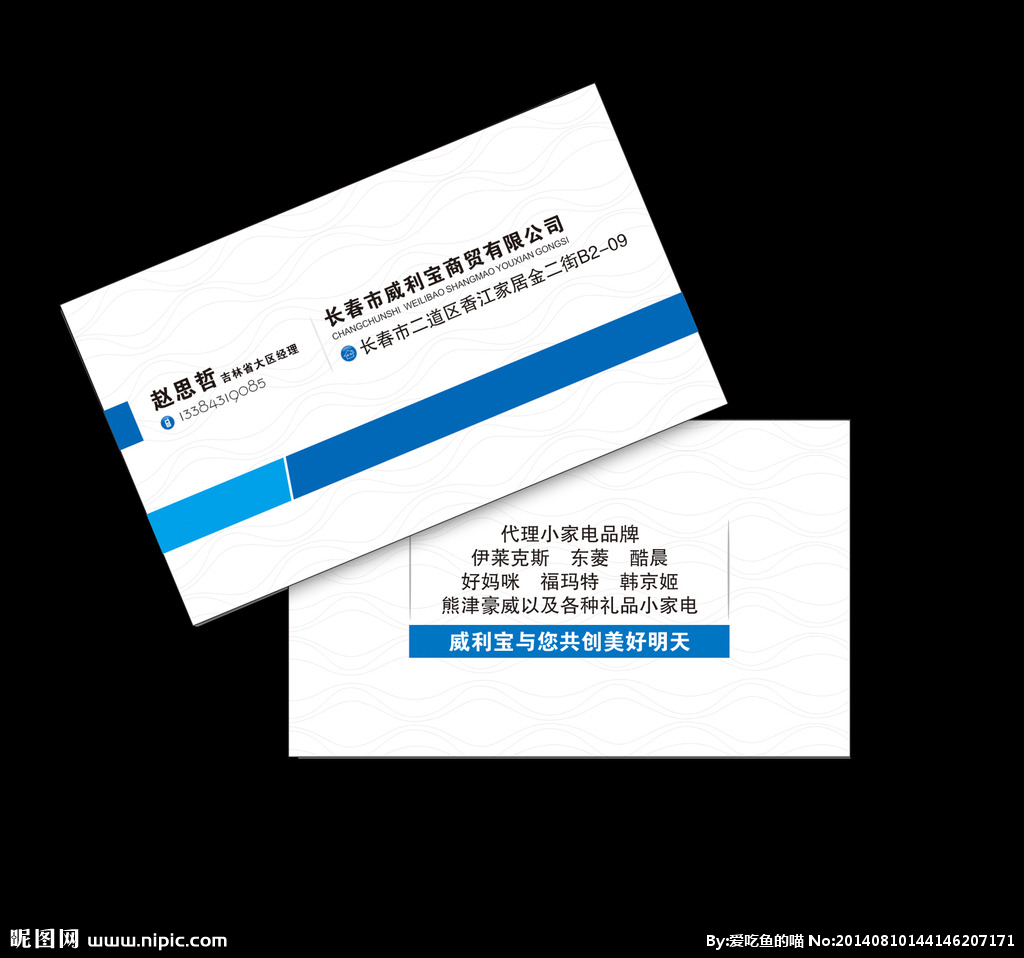 长春市威利宝商贸有限公司
CHANGCHUNSHI WEILIBAO SHANGMAO YOUXIAN GONGSI
长春市二道区香江家居金二街B2-09
赵思哲 吉林省大区经理
13384319085
代理小家电品牌
伊莱克斯 东菱 酷晨
好妈咪 福玛特 韩京姬
熊津豪威以及各种礼品小家电
威利宝与您共创美好明天
昵图网 www.nipic.com
By:爱吃鱼的喵 No:20140810144146207171